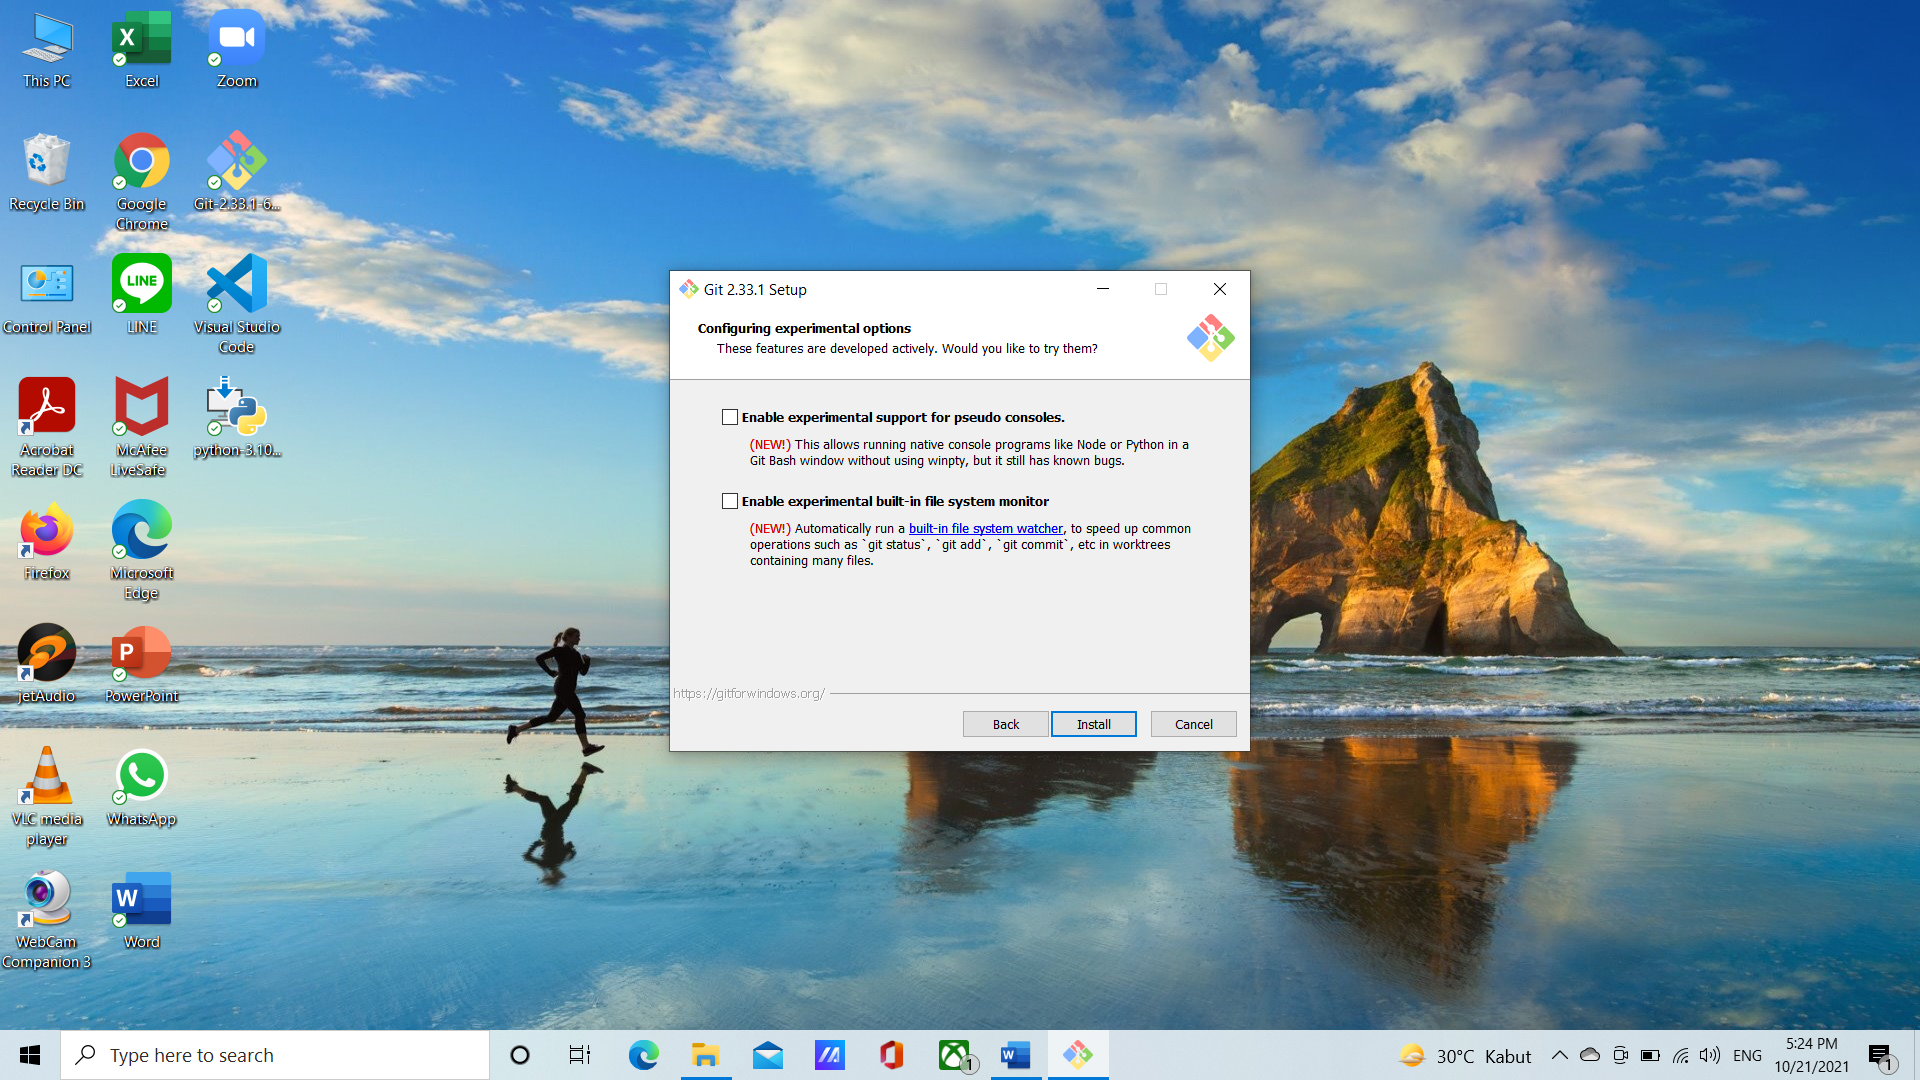 This PC
Excel
Zoom
Recycle Bin
Google
Chrome
Git-2.33.1-6...
Control Panel
LINE
LINE
Visual Studio
Code
Acrobat
Reader DC
McAfee
LiveSafe
python-3.10...
Firefox
Microsoft
Edge
jetAudio
PowerPoint
VLC media
player
WhatsApp
WebCam
Companion 3
Word
Git 2.33.1 Setup
Configuring experimental options
These features are developed actively. Would you like to try them?
Enable experimental support for pseudo consoles.
(NEW!) This allows running native console programs like Node or Python in a
Git Bash window without using winpty, but it still has known bugs.
Enable experimental built-in file system monitor
(NEW!) Automatically run a built-in file system watcher, to speed up common
operations such as `git status`, `git add`, `git commit`, etc in worktrees
containing many files.
https://gitforwindows.org/
Back
Install
Cancel
Type here to search
1
30°C Kabut
ENG
5:24 PM
10/21/2021
1